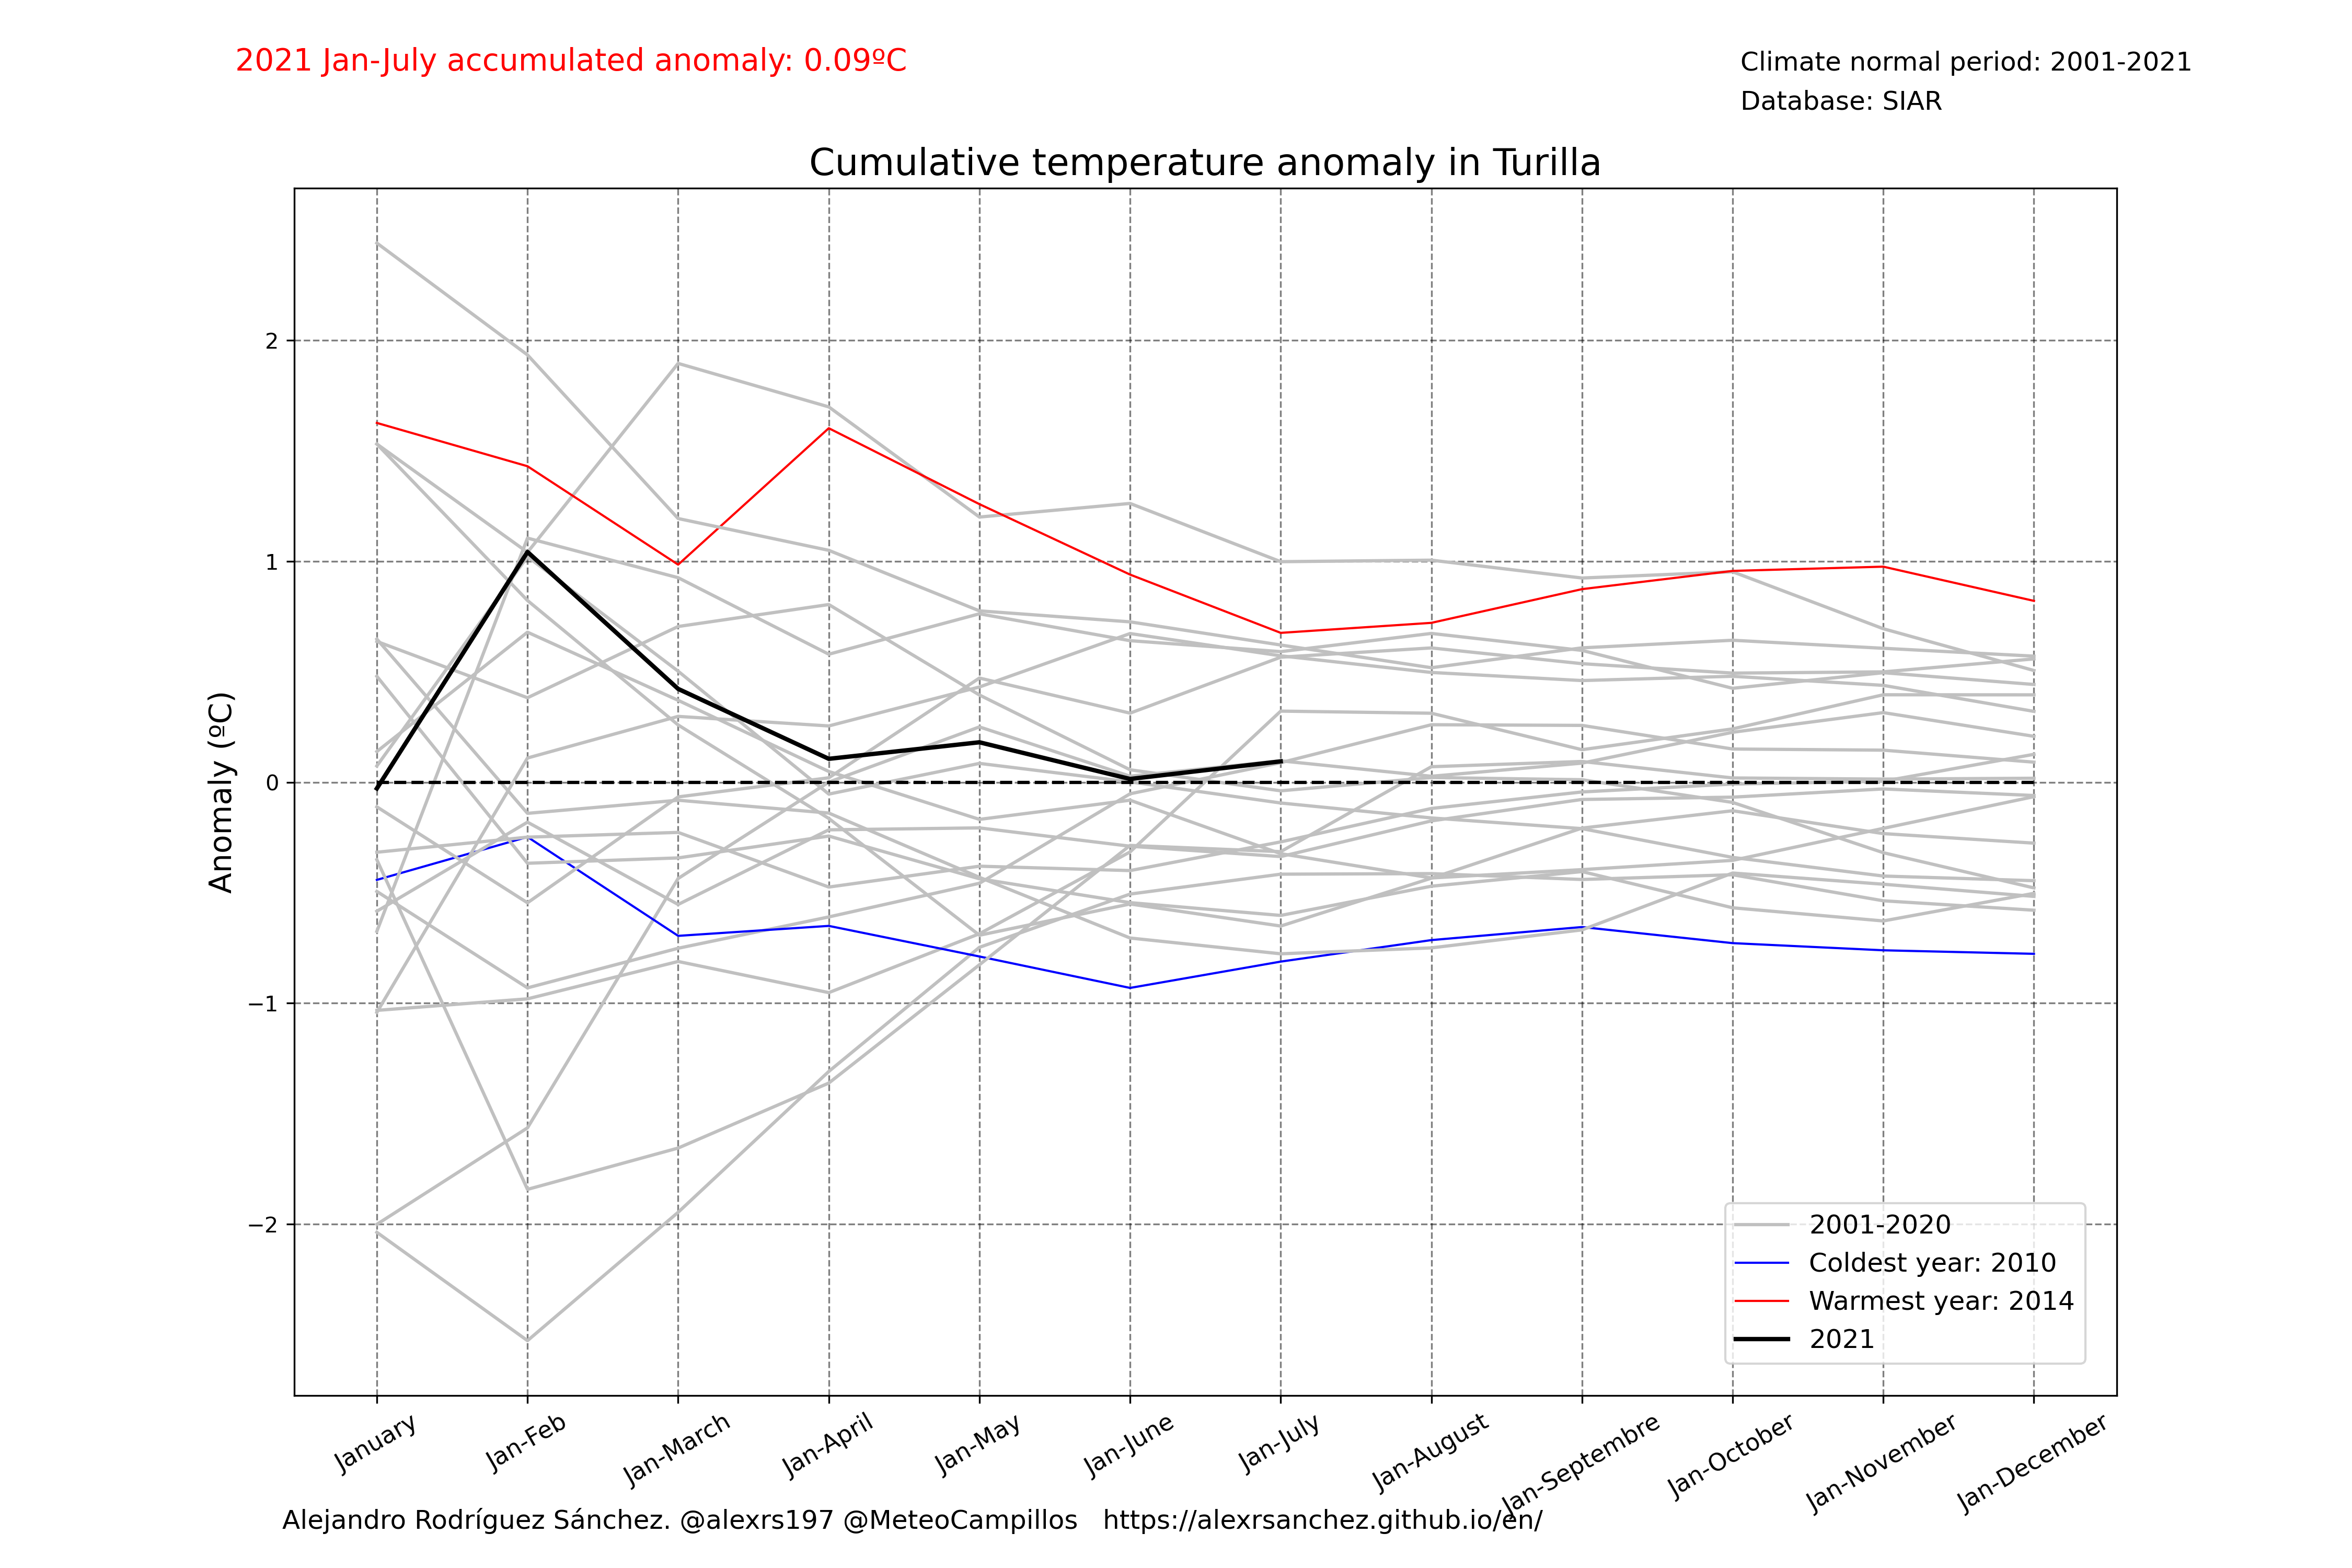 2021 Jan-July accumulated anomaly: 0.09ºC
Climate normal period: 2001-2021
Database: SIAR
Cumulative temperature anomaly in Turilla
Anomaly (ºC)
2
1
0
−1
−2
2001-2020
Coldest year: 2010
Warmest year: 2014
2021
January
Jan-Feb
Jan-March
Jan-April
Jan-May
Jan-June
Jan-July
Jan-August
Jan-Septembre
Jan-October
Jan-November
Jan-December
Alejandro Rodríguez Sánchez. @alexrs197 @MeteoCampillos https://alexrsanchez.github.io/en/